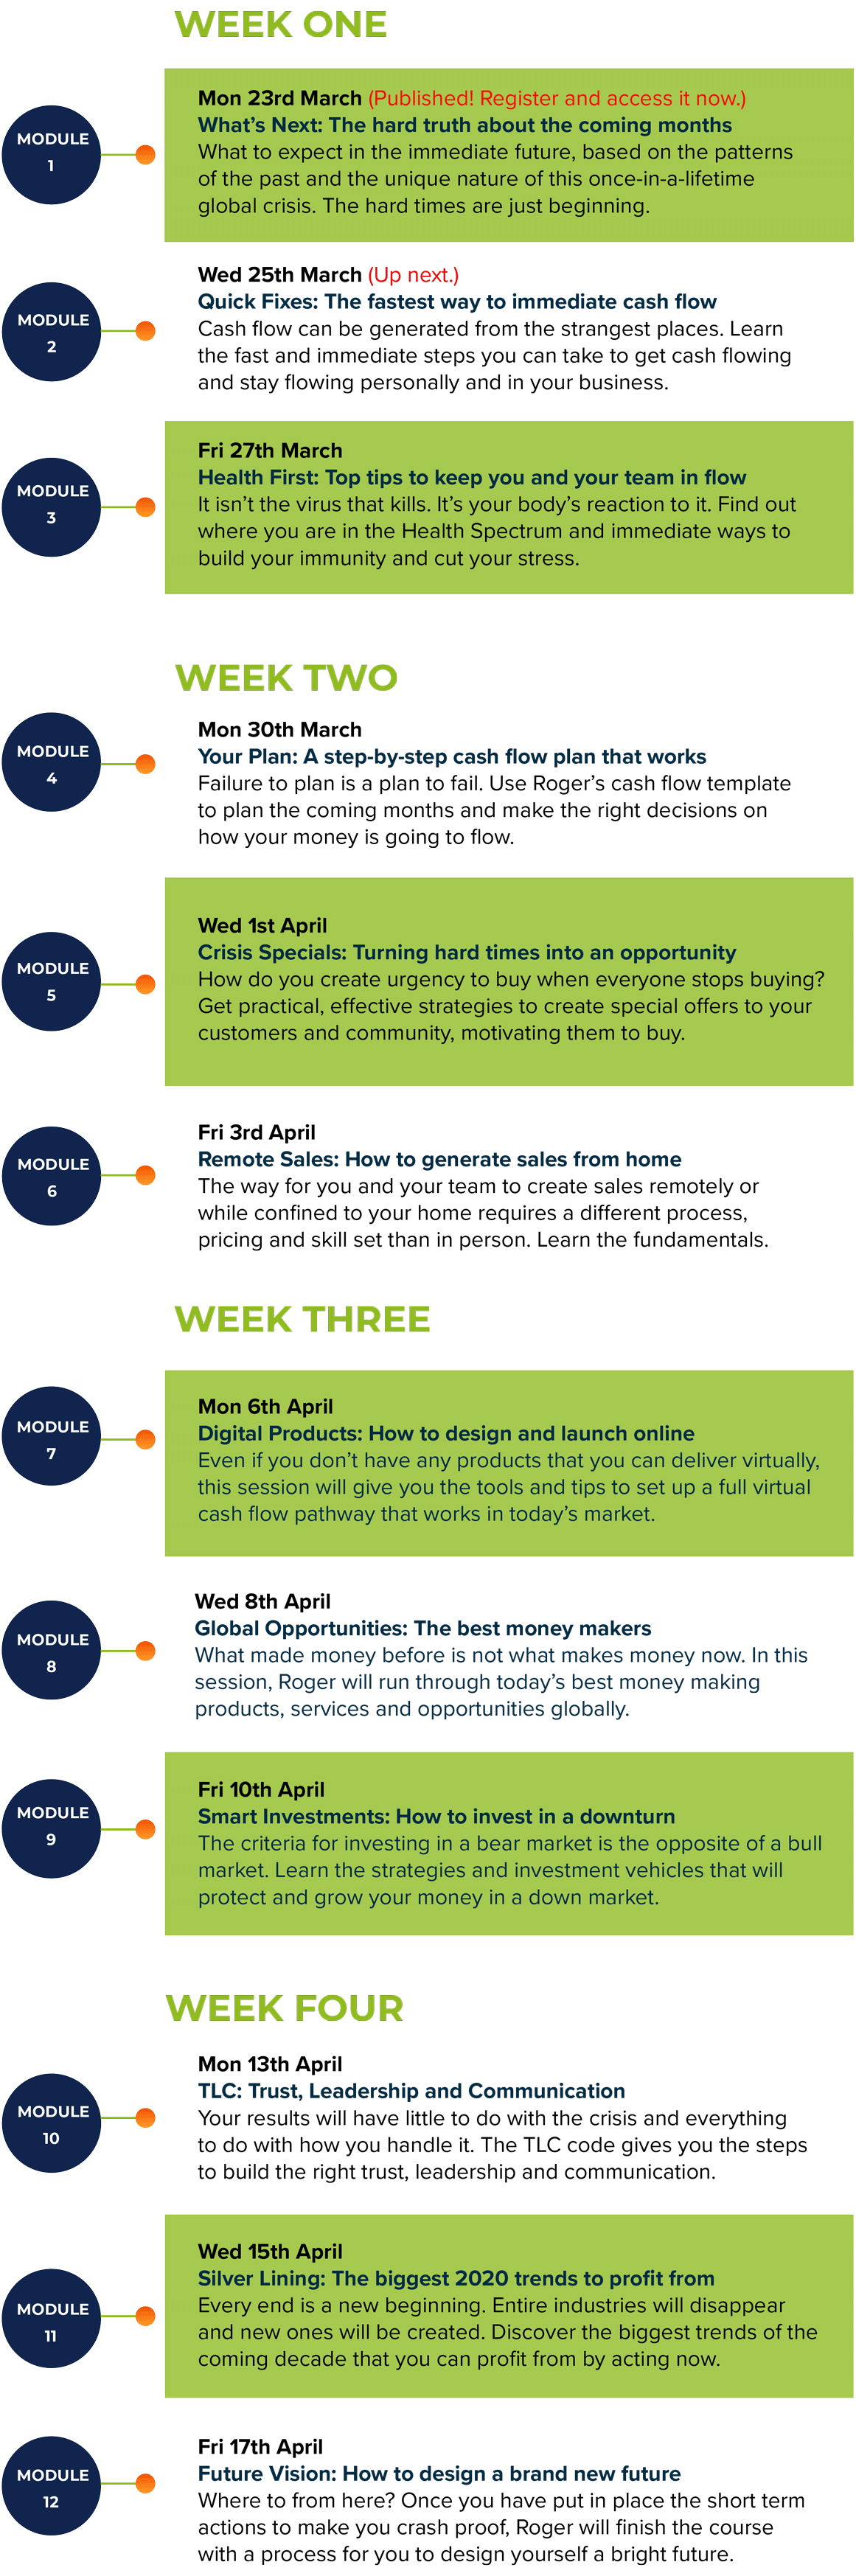 WEEK ONE
MODULE
1
Mon 23rd March (Published! Register and access it now.)
What's Next: The hard truth about the coming months
What to expect in the immediate future, based on the patterns
of the past and the unique nature of this once-in-a-lifetime
global crisis. The hard times are just beginning.
MODULE
2
Wed 25th March (Up next.)
Quick Fixes: The fastest way to immediate cash flow
Cash flow can be generated from the strangest places. Learn
the fast and immediate steps you can take to get cash flowing
and stay flowing personally and in your business.
MODULE
3
Fri 27th March
Health First: Top tips to keep you and your team in flow
It isn't the virus that kills. It's your body's reaction to it. Find out
where you are in the Health Spectrum and immediate ways to
build your immunity and cut your stress.
WEEK TWO
MODULE
4
Mon 30th March
Your Plan: A step-by-step cash flow plan that works
Failure to plan is a plan to fail. Use Roger's cash flow template
to plan the coming months and make the right decisions on
how your money is going to flow.
MODULE
5
Wed 1st April
Crisis Specials: Turning hard times into an opportunity
How do you create urgency to buy when everyone stops buying?
Get practical, effective strategies to create special offers to your
customers and community, motivating them to buy.
MODULE
6
Fri 3rd April
Remote Sales: How to generate sales from home
The way for you and your team to create sales remotely or
while confined to your home requires a different process,
pricing and skill set than in person. Learn the fundamentals.
WEEK THREE
MODULE
7
Mon 6th April
Digital Products: How to design and launch online
Even if you don't have any products that you can deliver virtually,
this session will give you the tools and tips to set up a full virtual
cash flow pathway that works in today's market.
MODULE
8
Wed 8th April
Global Opportunities: The best money makers
What made money before is not what makes money now. In this
session, Roger will run through today's best money making
products, services and opportunities globally.
MODULE
9
Fri 10th April
Smart Investments: How to invest in a downturn
The criteria for investing in a bear market is the opposite of a bull
market. Learn the strategies and investment vehicles that will
protect and grow your money in a down market.
WEEK FOUR
MODULE
10
Mon 13th April
TLC: Trust, Leadership and Communication
Your results will have little to do with the crisis and everything
to do with how you handle it. The TLC code gives you the steps
to build the right trust, leadership and communication.
MODULE
11
Wed 15th April
Silver Lining: The biggest 2020 trends to profit from
Every end is a new beginning. Entire industries will disappear
and new ones will be created. Discover the biggest trends of the
coming decade that you can profit from by acting now.
MODULE
12
Fri 17th April
Future Vision: How to design a brand new future
Where to from here? Once you have put in place the short term
actions to make you crash proof, Roger will finish the course
with a process for you to design yourself a bright future.